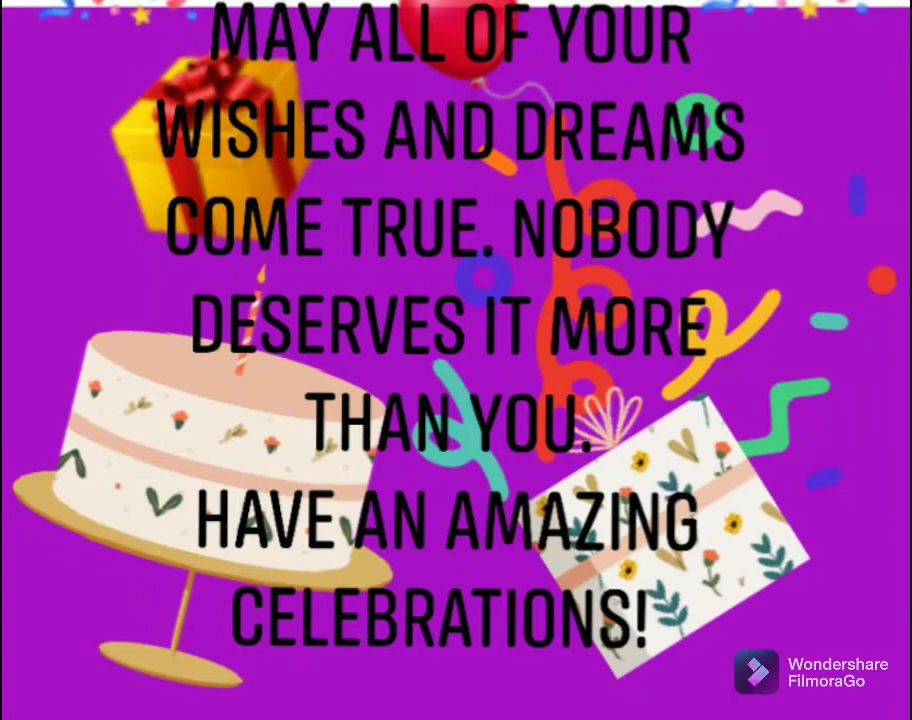 MAY ALL OF YOUR
WISHES AND DREAMS
COME TRUE. NOBODY
DESERVES IT MORE
THAN YOU.
HAVE AN AMAZING
CELEBRATIONS!
Wondershare
FilmoraGo